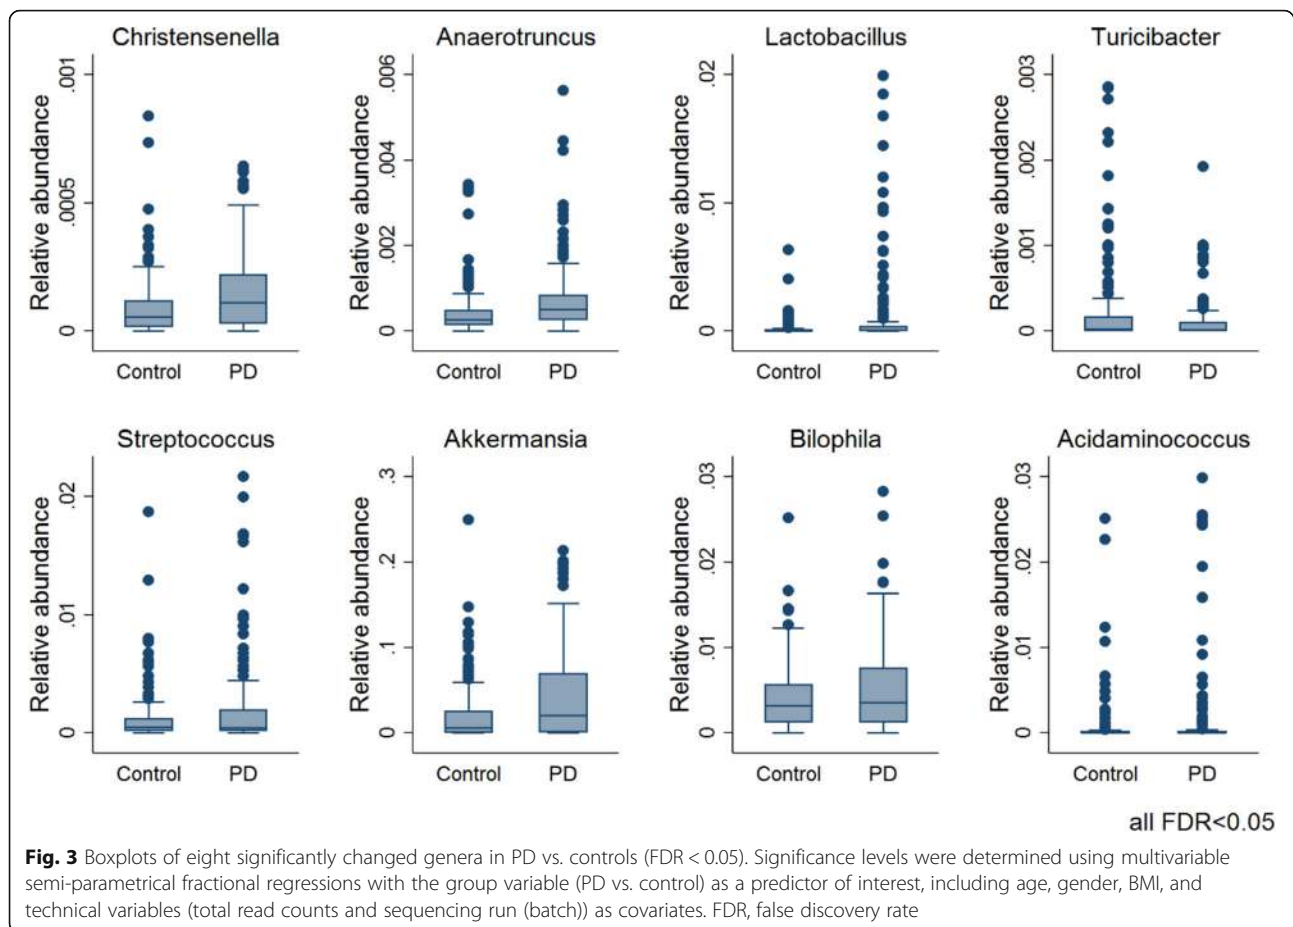 Christensenella
Anaerotruncus
Lactobacillus
Turicibacter
Relative abundance
0
.0005
.001
Control
PD
Relative abundance
0
.002
.004
.006
Control
PD
Relative abundance
0
.01
.02
Control
PD
Relative abundance
0
.001
.002
.003
Control
PD
Streptococcus
Akkermansia
Bilophila
Acidaminococcus
Relative abundance
0
.01
.02
Control
PD
Relative abundance
0
.1
.2
.3
Control
PD
Relative abundance
0
.01
.02
.03
Control
PD
Relative abundance
0
.01
.02
.03
Control
PD
all FDR<0.05
Fig. 3 Boxplots of eight significantly changed genera in PD vs. controls (FDR < 0.05). Significance levels were determined using multivariable
semi-parametrical fractional regressions with the group variable (PD vs. control) as a predictor of interest, including age, gender, BMI, and
technical variables (total read counts and sequencing run (batch)) as covariates. FDR, false discovery rate